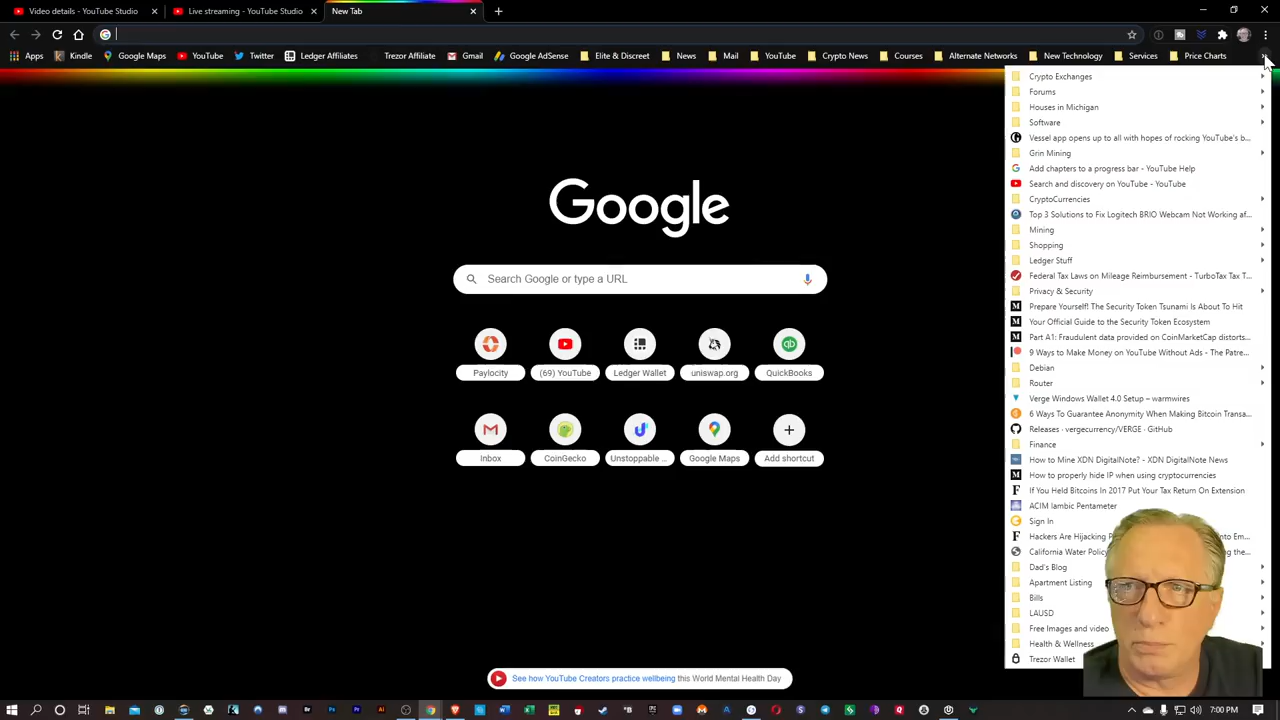 Video details - YouTube Studio
Live streaming - YouTube Studio
New Tab
Apps
Kindle
Google Maps
YouTube
Twitter
Ledger Affiliates
Trezor Affiliate
Gmail
Google AdSense
Elite & Discreet
News
Mail
YouTube
Crypto News
Courses
Alternate Networks
New Technology
Services
Price Charts
Crypto Exchanges
Forums
Houses in Michigan
Software
Vessel app opens up to all with hopes of rocking YouTube's b...
Grin Mining
Add chapters to a progress bar - YouTube Help
Search and discovery on YouTube - YouTube
CryptoCurrencies
Top 3 Solutions to Fix Logitech BRIO Webcam Not Working af...
Mining
Shopping
Ledger Stuff
Federal Tax Laws on Mileage Reimbursement - TurboTax Tax T...
Privacy & Security
Prepare Yourself! The Security Token Tsunami Is About To Hit
Your Official Guide to the Security Token Ecosystem
Part A1: Fraudulent data provided on CoinMarketCap distorts...
9 Ways to Make Money on YouTube Without Ads - The Patre...
Debian
Router
Verge Windows Wallet 4.0 Setup – warmwires
6 Ways To Guarantee Anonymity When Making Bitcoin Transa...
Releases · vergecurrency/VERGE · GitHub
Finance
How to Mine XDN DigitalNote? - XDN DigitalNote News
How to properly hide IP when using cryptocurrencies
If You Held Bitcoins In 2017 Put Your Tax Return On Extension
ACIM Iambic Pentameter
Sign In
Hackers Are Hijacking into Em...
California Water Policy the...
Dad's Blog
Apartment Listing
Bills
LAUSD
Free Images and video
Health & Wellness
Trezor Wallet
Google
Search Google or type a URL
Paylocity
(69) YouTube
Ledger Wallet
uniswap.org
qb
QuickBooks
Inbox
CoinGecko
Unstoppable ...
Google Maps
Add shortcut
See how YouTube Creators practice wellbeing this World Mental Health Day
7:00 PM